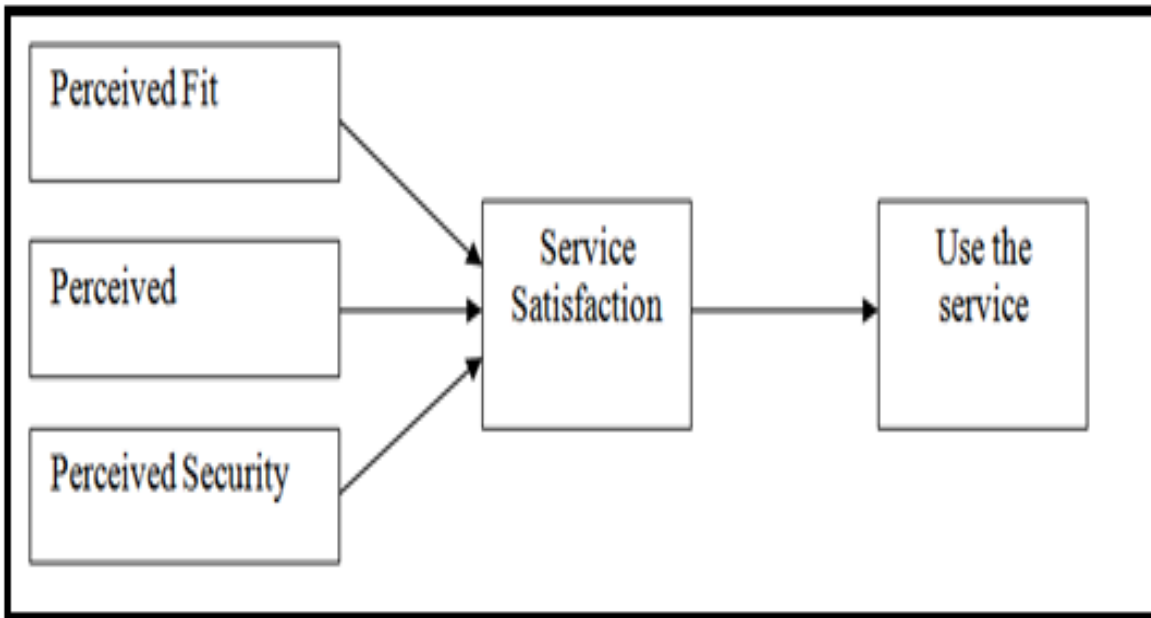 Perceived Fit
Perceived
Perceived Security
Service
Satisfaction
Use the
service